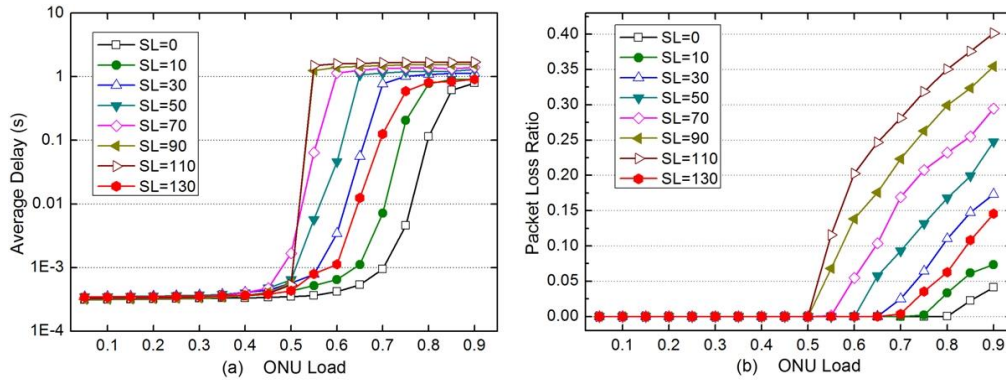 10
1
0.1
0.01
1E-3
1E-4
Average Delay (s)
SL=0
SL=10
SL=30
SL=50
SL=70
SL=90
SL=110
SL=130
0.1 0.2 0.3 0.4 0.5 0.6 0.7 0.8 0.9
(a) ONU Load
0.40
0.35
0.30
0.25
0.20
0.15
0.10
0.05
0.00
Packet Loss Ratio
SL=0
SL=10
SL=30
SL=50
SL=70
SL=90
SL=110
SL=130
0.1 0.2 0.3 0.4 0.5 0.6 0.7 0.8 0.9
(b) ONU Load